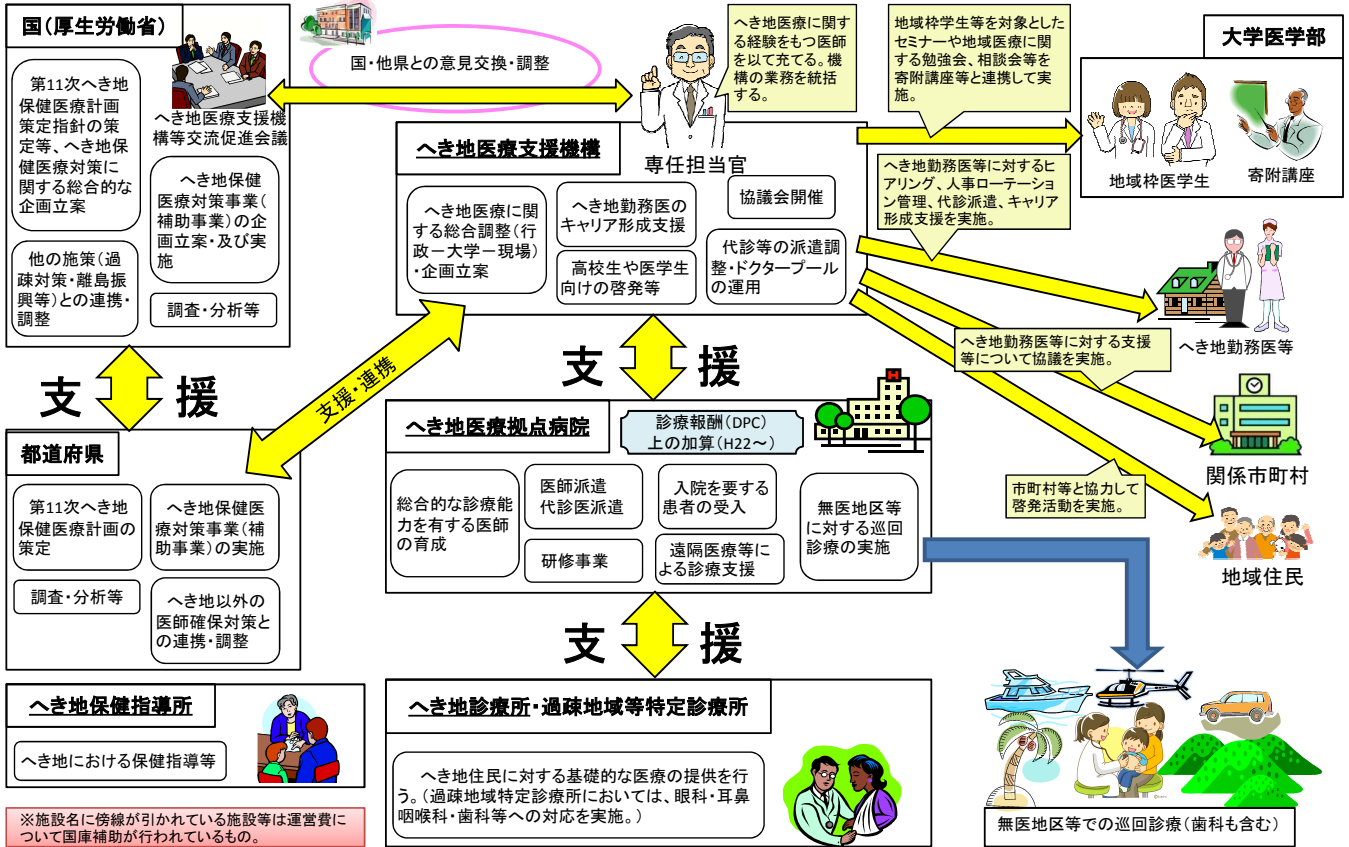 国(厚生労働省)
第11次へき地
保健医療計画
策定指針の策
定等、へき地保
健医療対策に
関する総合的な
企画立案
へき地医療支援機
構等交流促進会議
へき地保健
医療対策事業
(補助事業)の企
画立案・及び実
施
他の施策(過
疎対策・離島振
興等)との連携・
調整
調査・分析等
国・他県との意見交換・調整
へき地医療に関す
る経験をもつ医師
を以て充てる。機
構の業務を統括
する。
専任担当官
地域枠学生等を対象とした
セミナーや地域医療に関
する勉強会、相談会等を
寄附講座等と連携して実
施。
大学医学部
地域枠医学生
寄附講座
へき地医療支援機構
へき地医療に関
する総合調整(行
政－大学－現場)
・企画立案
へき地勤務医の
キャリア形成支援
協議会開催
高校生や医学生
向けの啓発等
代診等の派遣調
整・ドクタープール
の運用
へき地勤務医等に対するヒ
アリング、人事ローテーショ
ン管理、代診派遣、キャリア
形成支援を実施。
へき地勤務医等
へき地勤務医等に対する支援
等について協議を実施。
関係市町村
市町村等と協力して
啓発活動を実施。
地域住民
支 援
支援・連携
支 援
都道府県
第11次へき地
保健医療計画の
策定
へき地保健医
療対策事業(補
助事業)の実施
調査・分析等
へき地以外の
医師確保対策と
の連携・調整
へき地医療拠点病院
診療報酬(DPC)
上の加算(H22～)
H
総合的な診療能
力を有する医師
の育成
医師派遣
代診医派遣
入院を要する
患者の受入
研修事業
遠隔医療等に
よる診療支援
無医地区等
に対する巡回
診療の実施
支 援
へき地保健指導所
へき地における保健指導等
へき地診療所・過疎地域等特定診療所
へき地住民に対する基礎的な医療の提供を行
う。(過疎地域特定診療所においては、眼科・耳鼻
咽喉科・歯科等への対応を実施。)
無医地区等での巡回診療(歯科も含む)
※施設名に傍線が引かれている施設等は運営費に
ついて国庫補助が行われているもの。